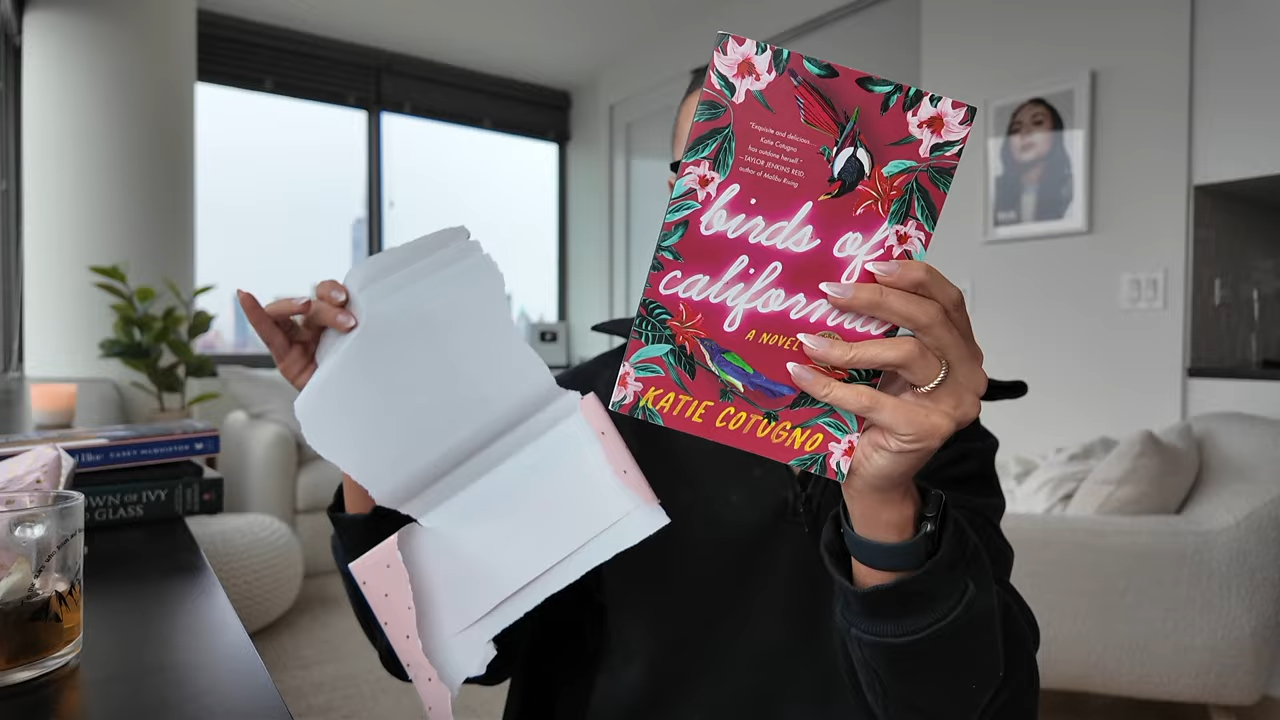 "Exquisite and delicious....
Katie Cotugno
has outdone herself."
—TAYLOR JENKINS REID,
author of Malibu Rising
birds of
california
A NOVEL
KATIE COTUGNO
CASEY McQUISTON
OWN OF IVY
GLASS